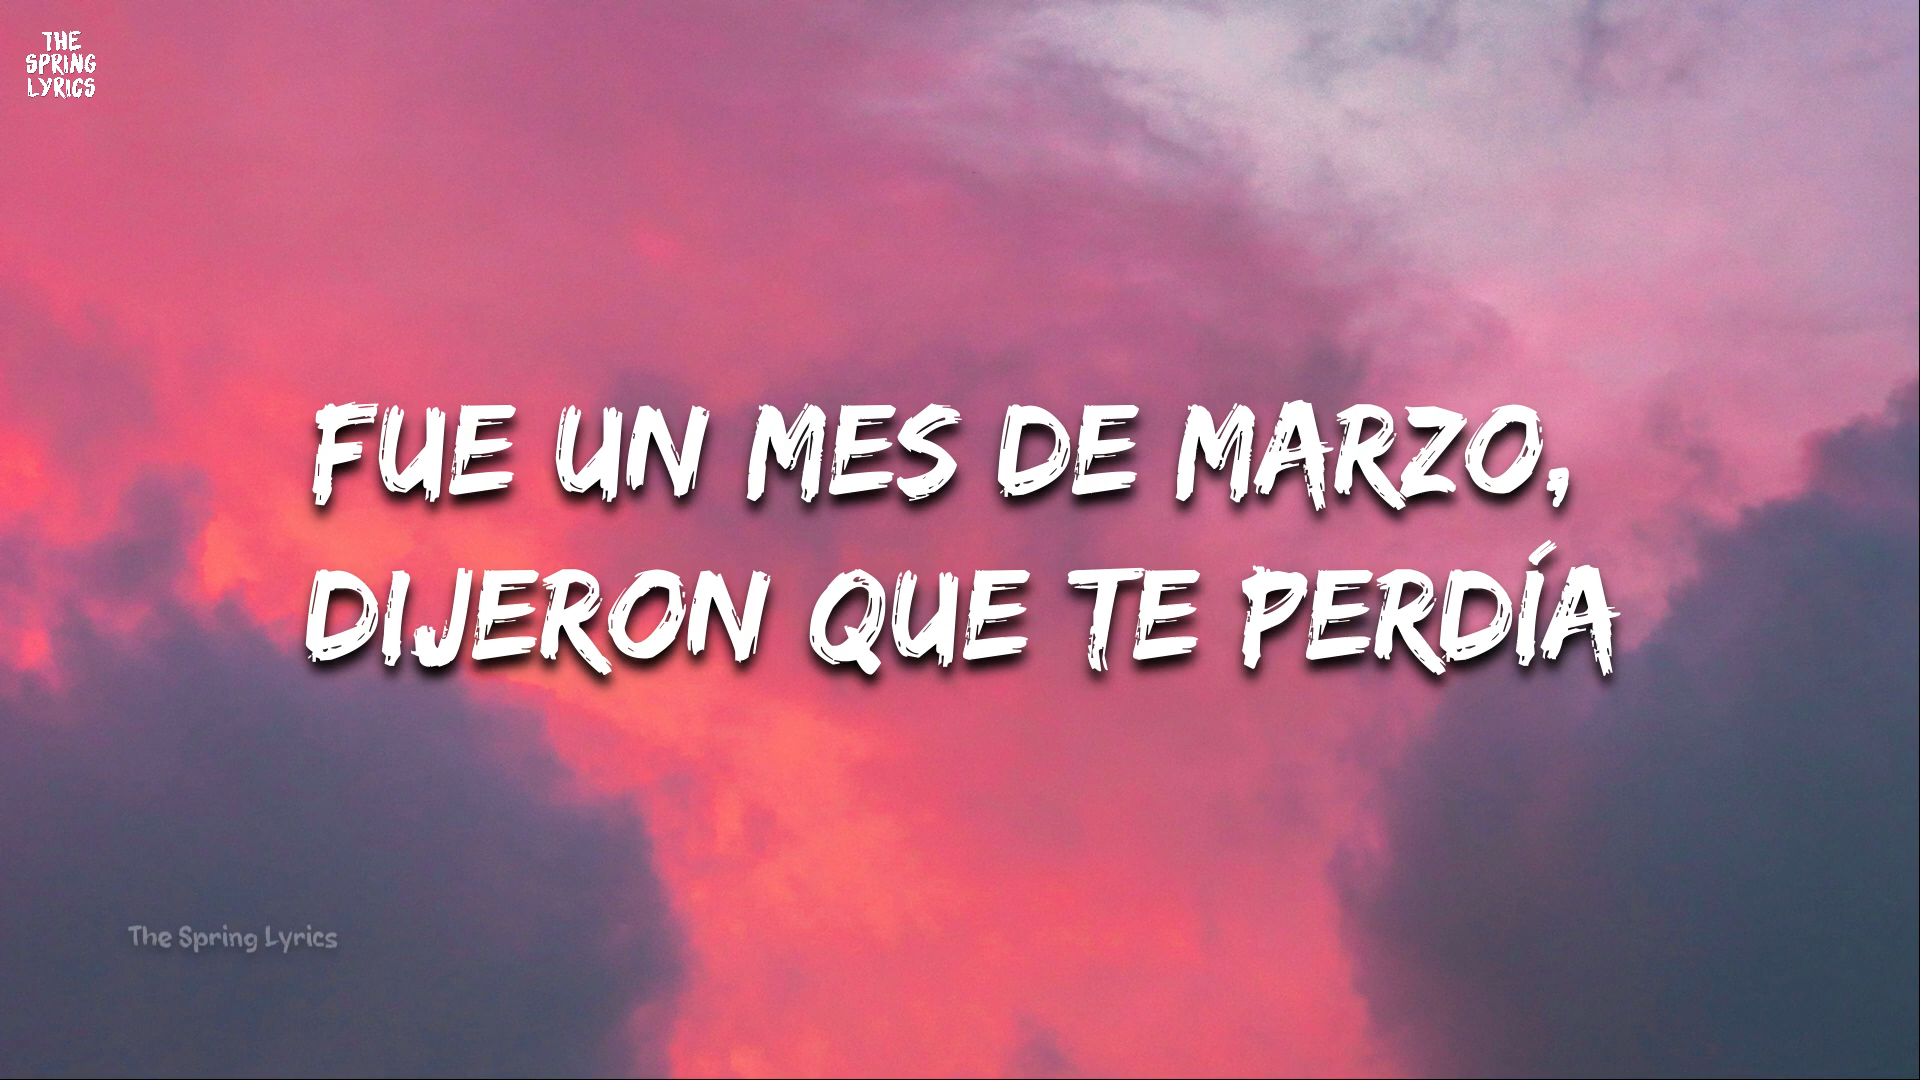 THE
SPRING
LYRICS
FUE UN MES DE MARZO,
DIJERON QUE TE PERDÍA
The Spring Lyrics